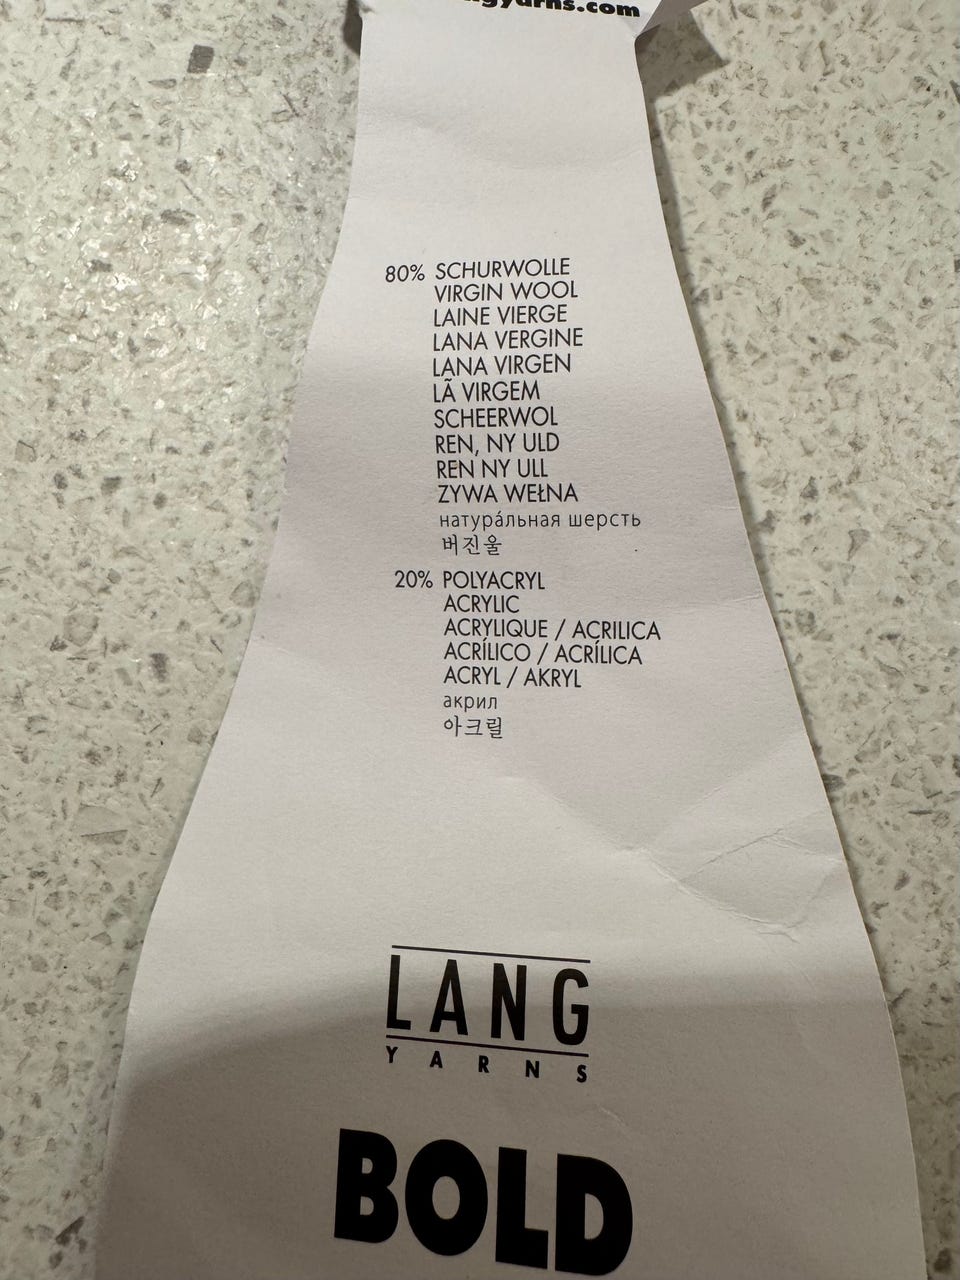 80% SCHURWOLLE
VIRGIN WOOL
LAINE VIERGE
LANA VERGINE
LANA VIRGEN
LÃ VIRGEM
SCHEERWOL
REN, NY ULD
REN NY ULL
ZYWA WEŁNA
натура́льная шерсть
버진울
20% POLYACRYL
ACRYLIC
ACRYLIQUE / ACRILICA
ACRÍLICO / ACRÍLICA
ACRYL / AKRYL
акрил
아크릴
LANG
YARNS
BOLD